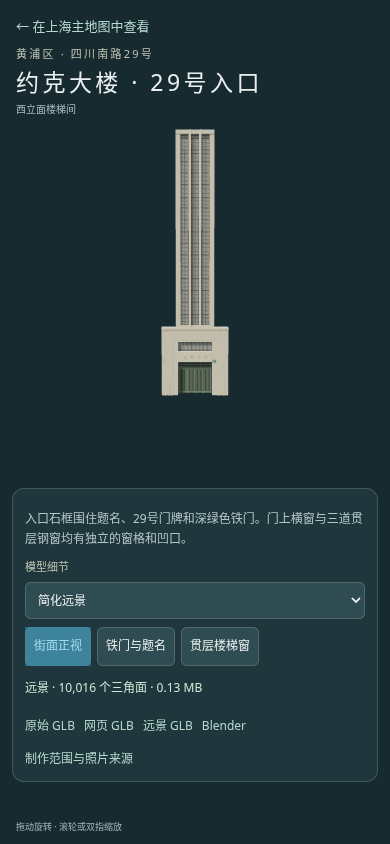 ← 在上海主地图中查看
黄浦区 · 四川南路29号
约克大楼 · 29号入口
西立面楼梯间
入口石框围住题名、29号门牌和深绿色铁门。门上横窗与三道贯
层钢窗均有独立的窗格和凹口。
模型细节
简化远景
街面正视 铁门与题名 贯层楼梯窗
远景 · 10,016 个三角面 · 0.13 MB
原始 GLB 网页 GLB 远景 GLB Blender
制作范围与照片来源
拖动旋转 · 滚轮或双指缩放